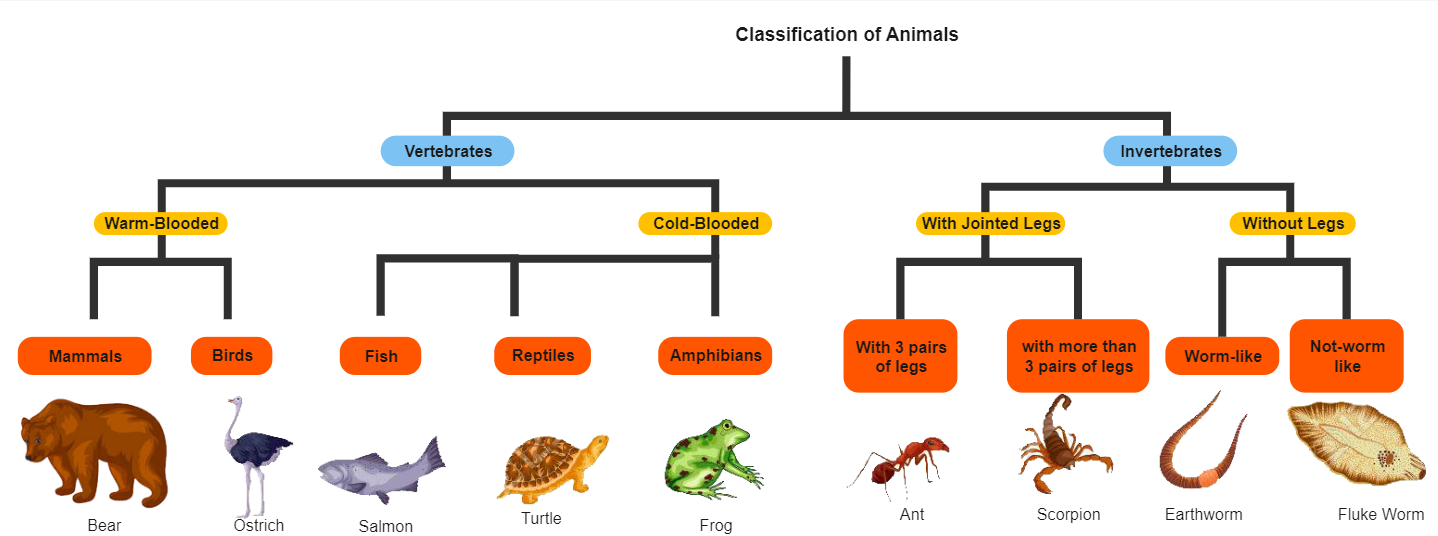 Classification of Animals
Vertebrates
Invertebrates
Warm-Blooded
Cold-Blooded
With Jointed Legs
Without Legs
Mammals
Birds
Fish
Reptiles
Amphibians
With 3 pairs
of legs
with more than
3 pairs of legs
Worm-like
Not-worm
like
Bear
Ostrich
Salmon
Turtle
Frog
Ant
Scorpion
Earthworm
Fluke Worm